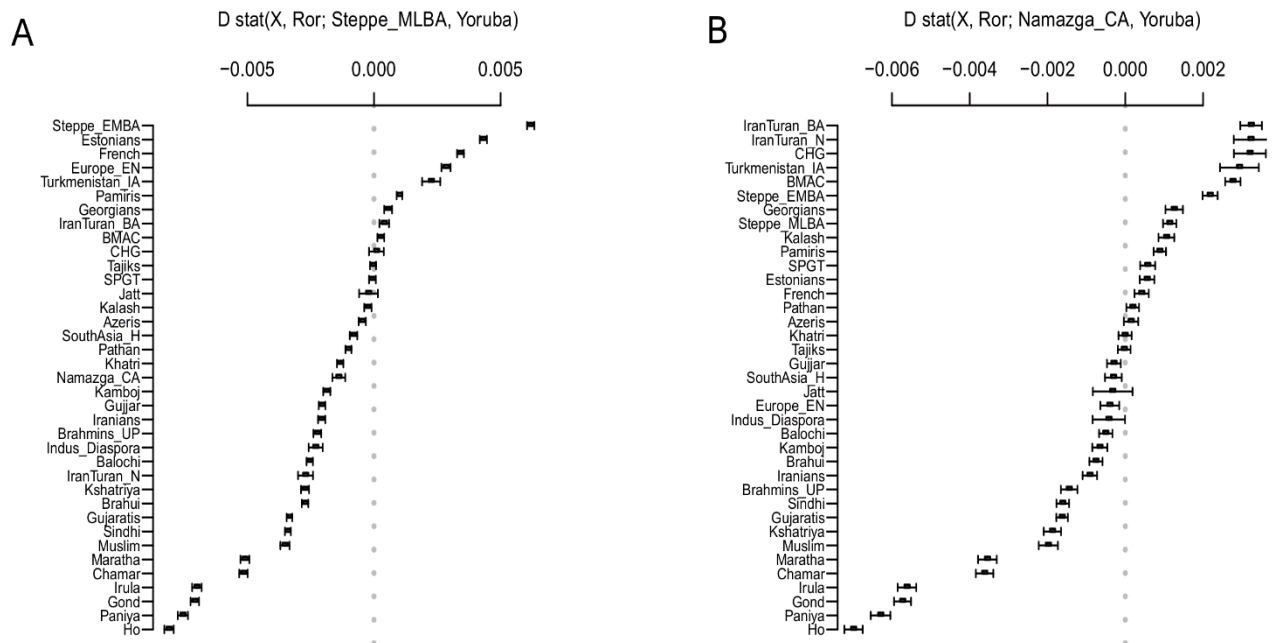 A
D stat(X, Ror; Steppe_MLBA, Yoruba)
−0.005 0.000 0.005
Steppe_EMBA
Estonians
French
Europe_EN
Turkmenistan_IA
Pamiris
Georgians
IranTuran_BA
BMAC
CHG
Tajiks
SPGT
Jatt
Kalash
Azeris
SouthAsia_H
Pathan
Khatri
Namazga_CA
Kamboj
Gujjar
Iranians
Brahmins_UP
Indus_Diaspora
Balochi
IranTuran_N
Kshatriya
Brahui
Gujaratis
Sindhi
Muslim
Maratha
Chamar
Irula
Gond
Paniya
Ho
B
D stat(X, Ror; Namazga_CA, Yoruba)
−0.006 −0.004 −0.002 0.000 0.002
IranTuran_BA
IranTuran_N
CHG
Turkmenistan_IA
BMAC
Steppe_EMBA
Georgians
Steppe_MLBA
Kalash
Pamiris
SPGT
Estonians
French
Pathan
Azeris
Khatri
Tajiks
Gujjar
SouthAsia_H
Jatt
Europe_EN
Indus_Diaspora
Balochi
Kamboj
Brahui
Iranians
Brahmins_UP
Sindhi
Gujaratis
Kshatriya
Muslim
Maratha
Chamar
Irula
Gond
Paniya
Ho